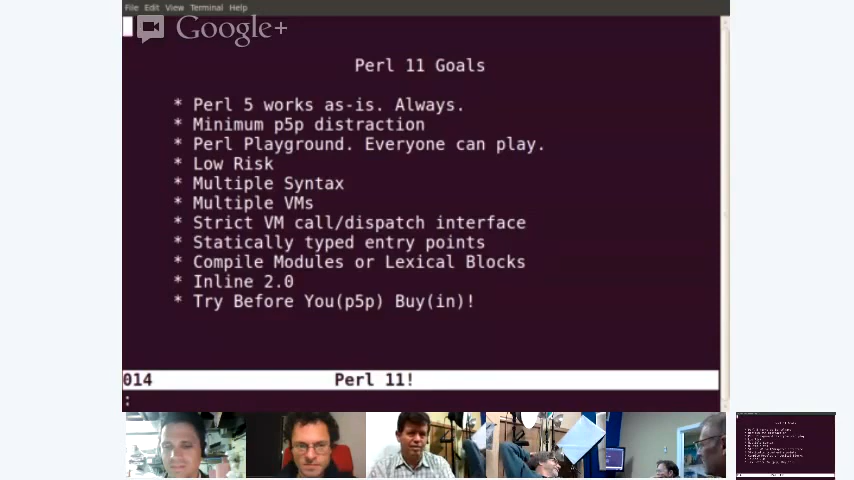 File Edit View Terminal Help
Google+
Perl 11 Goals
* Perl 5 works as-is. Always.
* Minimum p5p distraction
* Perl Playground. Everyone can play.
* Low Risk
* Multiple Syntax
* Multiple VMs
* Strict VM call/dispatch interface
* Statically typed entry points
* Compile Modules or Lexical Blocks
* Inline 2.0
* Try Before You(p5p) Buy(in)!
014 Perl 11!
: